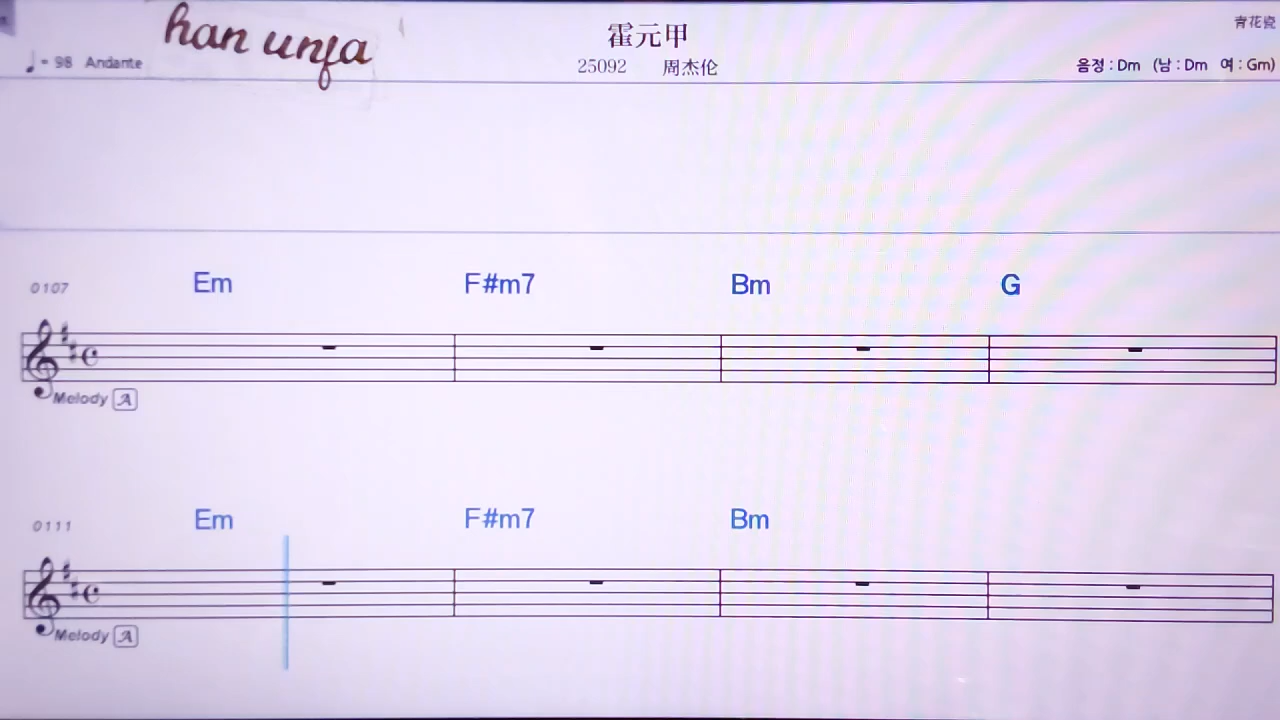 han unfa
霍元甲
青花瓷
♩ = 98 Andante
25092 周杰伦
음정 : Dm (남 : Dm 여 : Gm)
0107 Em F#m7 Bm G
Melody A
0111 Em F#m7 Bm
Melody A